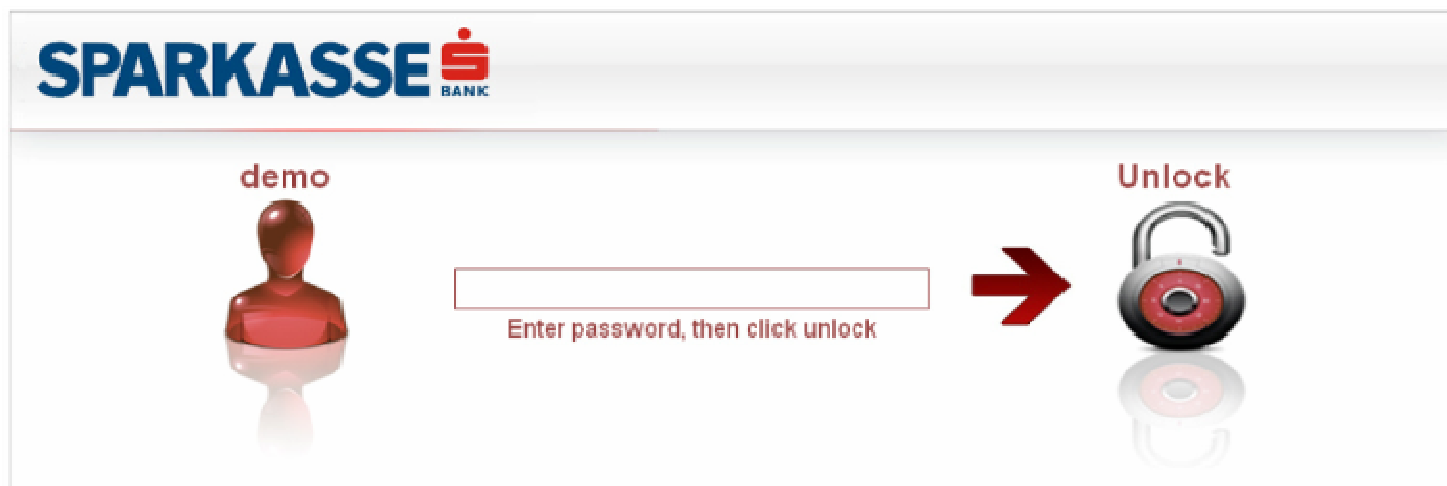 SPARKASSE
BANK
demo
Unlock
Enter password, then click unlock